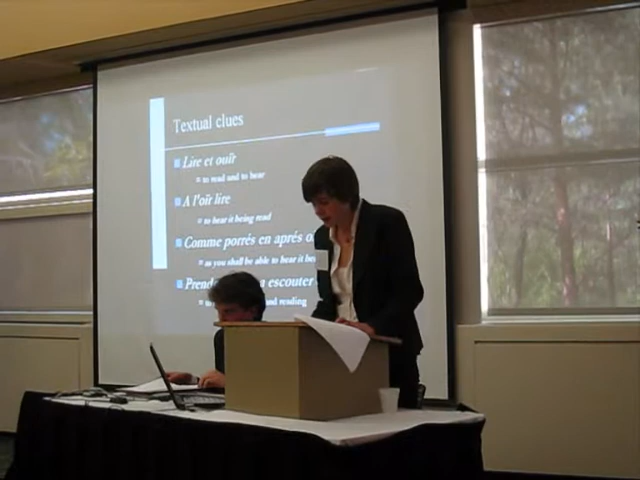 Textual clues
Lire et ouïr
to read and to hear
A l'oïr lire
to hear it being read
Comme porrés en aprés o
as you shall be able to hear it be
Prend a escouter
and reading